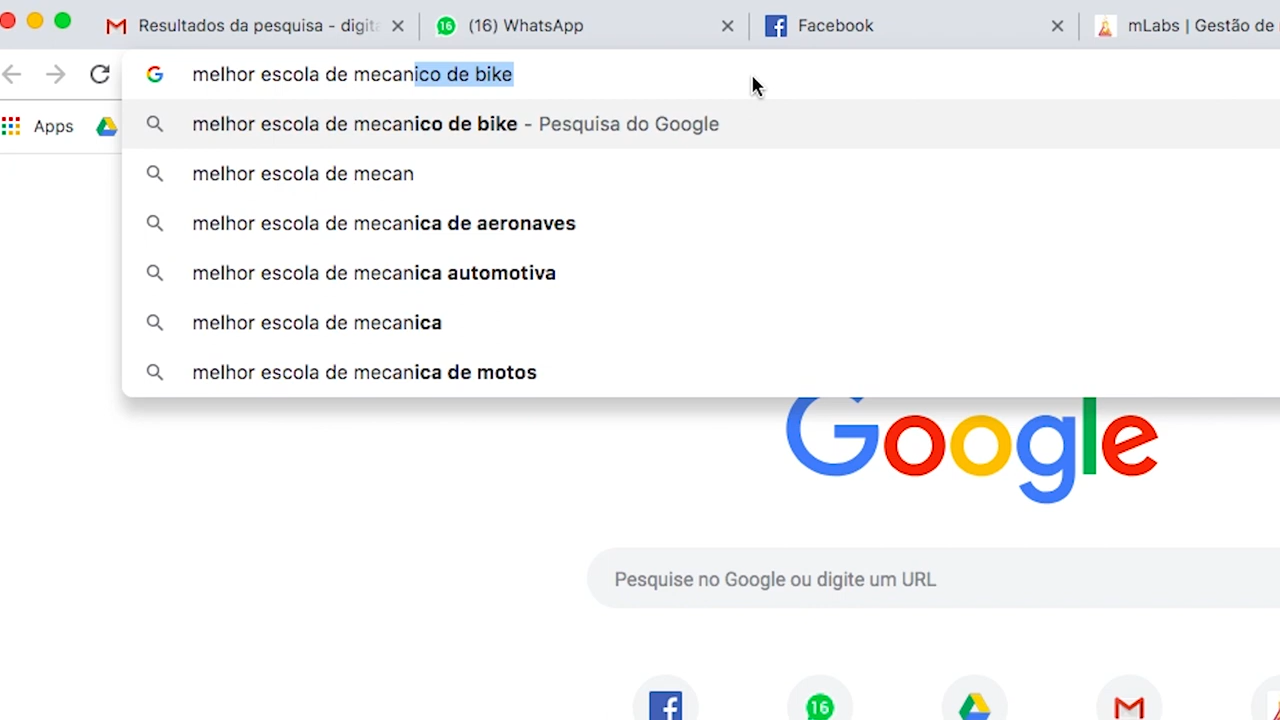 Resultados da pesquisa - digita
16 (16) WhatsApp
Facebook
mLabs | Gestão de
melhor escola de mecanico de bike
Apps
melhor escola de mecanico de bike - Pesquisa do Google
melhor escola de mecan
melhor escola de mecanica de aeronaves
melhor escola de mecanica automotiva
melhor escola de mecanica
melhor escola de mecanica de motos
Google
Pesquise no Google ou digite um URL
16